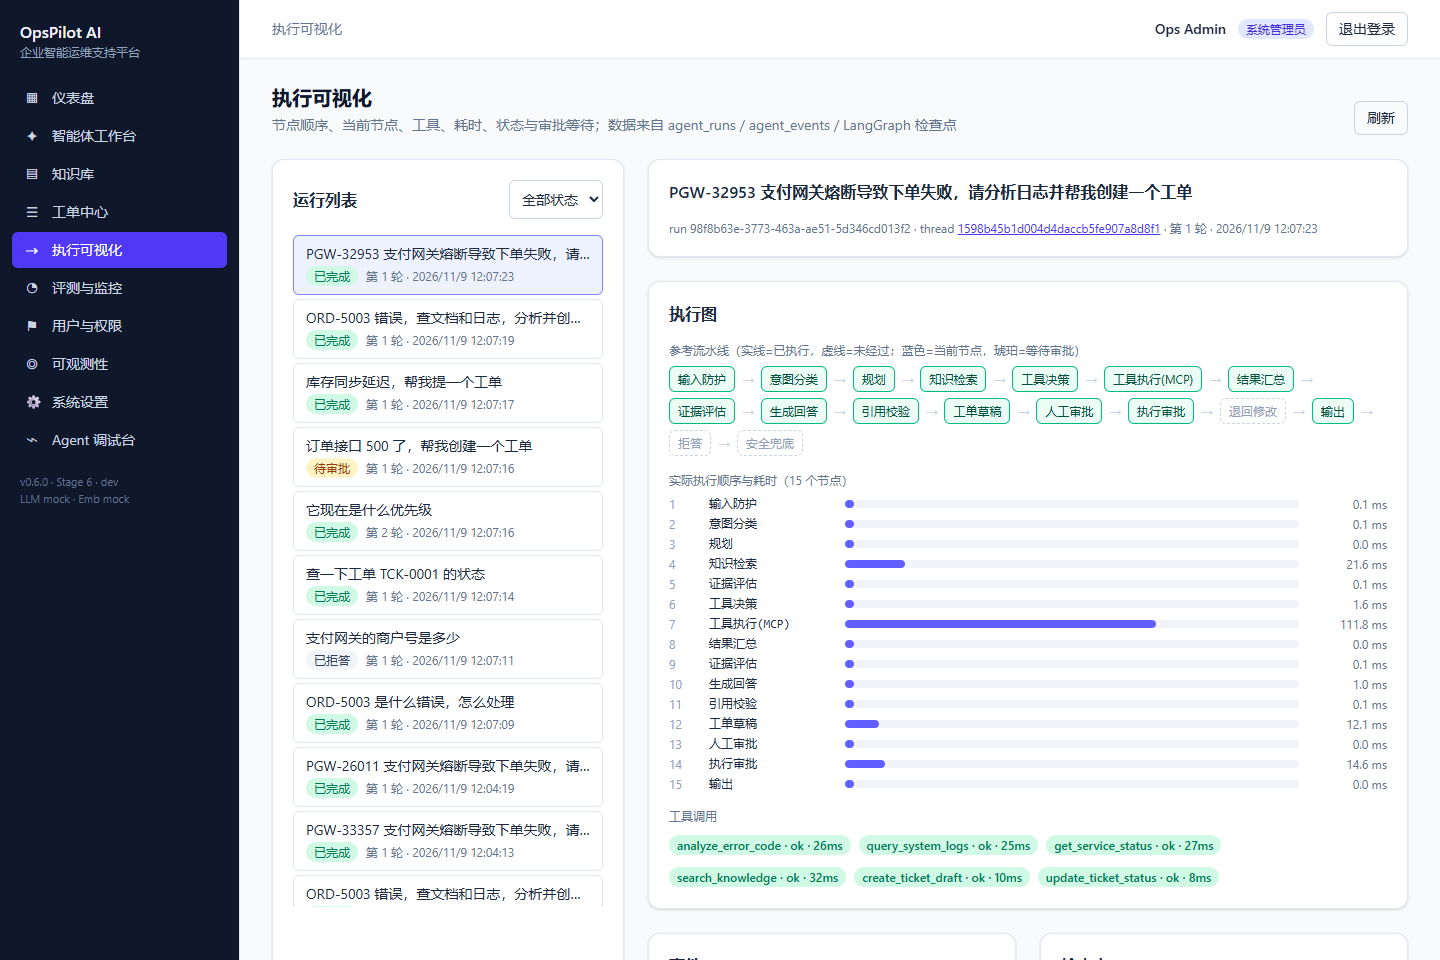 OpsPilot AI
企业智能运维支持平台
仪表盘
智能体工作台
知识库
工单中心
执行可视化
评测与监控
用户与权限
可观测性
系统设置
Agent 调试台
v0.6.0 · Stage 6 · dev
LLM mock · Emb mock
执行可视化
Ops Admin 系统管理员 退出登录
执行可视化
节点顺序、当前节点、工具、耗时、状态与审批等待；数据来自 agent_runs / agent_events / LangGraph 检查点
刷新
运行列表 全部状态
PGW-32953 支付网关熔断导致下单失败，请...
已完成 第 1 轮 · 2026/11/9 12:07:23
ORD-5003 错误，查文档和日志，分析并创...
已完成 第 1 轮 · 2026/11/9 12:07:19
库存同步延迟，帮我提一个工单
已完成 第 1 轮 · 2026/11/9 12:07:17
订单接口 500 了，帮我创建一个工单
待审批 第 1 轮 · 2026/11/9 12:07:16
它现在是什么优先级
已完成 第 2 轮 · 2026/11/9 12:07:16
查一下工单 TCK-0001 的状态
已完成 第 1 轮 · 2026/11/9 12:07:14
支付网关的商户号是多少
已拒答 第 1 轮 · 2026/11/9 12:07:11
ORD-5003 是什么错误，怎么处理
已完成 第 1 轮 · 2026/11/9 12:07:09
PGW-26011 支付网关熔断导致下单失败，请...
已完成 第 1 轮 · 2026/11/9 12:04:19
PGW-33357 支付网关熔断导致下单失败，请...
已完成 第 1 轮 · 2026/11/9 12:04:13
ORD-5003 错误，查文档和日志，分析并创...
PGW-32953 支付网关熔断导致下单失败，请分析日志并帮我创建一个工单
run 98f8b63e-3773-463a-ae51-5d346cd013f2 · thread 1598b45b1d004d4daccb5fe907a8d8f1 · 第 1 轮 · 2026/11/9 12:07:23
执行图
参考流水线（实线=已执行，虚线=未经过；蓝色=当前节点，琥珀=等待审批）
输入防护 → 意图分类 → 规划 → 知识检索 → 工具决策 → 工具执行(MCP) → 结果汇总 →
证据评估 → 生成回答 → 引用校验 → 工单草稿 → 人工审批 → 执行审批 → 退回修改 → 输出 →
拒答 → 安全兜底
实际执行顺序与耗时（15 个节点）
1 输入防护 0.1 ms
2 意图分类 0.1 ms
3 规划 0.0 ms
4 知识检索 21.6 ms
5 证据评估 0.1 ms
6 工具决策 1.6 ms
7 工具执行(MCP) 111.8 ms
8 结果汇总 0.0 ms
9 证据评估 0.1 ms
10 生成回答 1.0 ms
11 引用校验 0.1 ms
12 工单草稿 12.1 ms
13 人工审批 0.0 ms
14 执行审批 14.6 ms
15 输出 0.0 ms
工具调用
analyze_error_code · ok · 26ms query_system_logs · ok · 25ms get_service_status · ok · 27ms
search_knowledge · ok · 32ms create_ticket_draft · ok · 10ms update_ticket_status · ok · 8ms